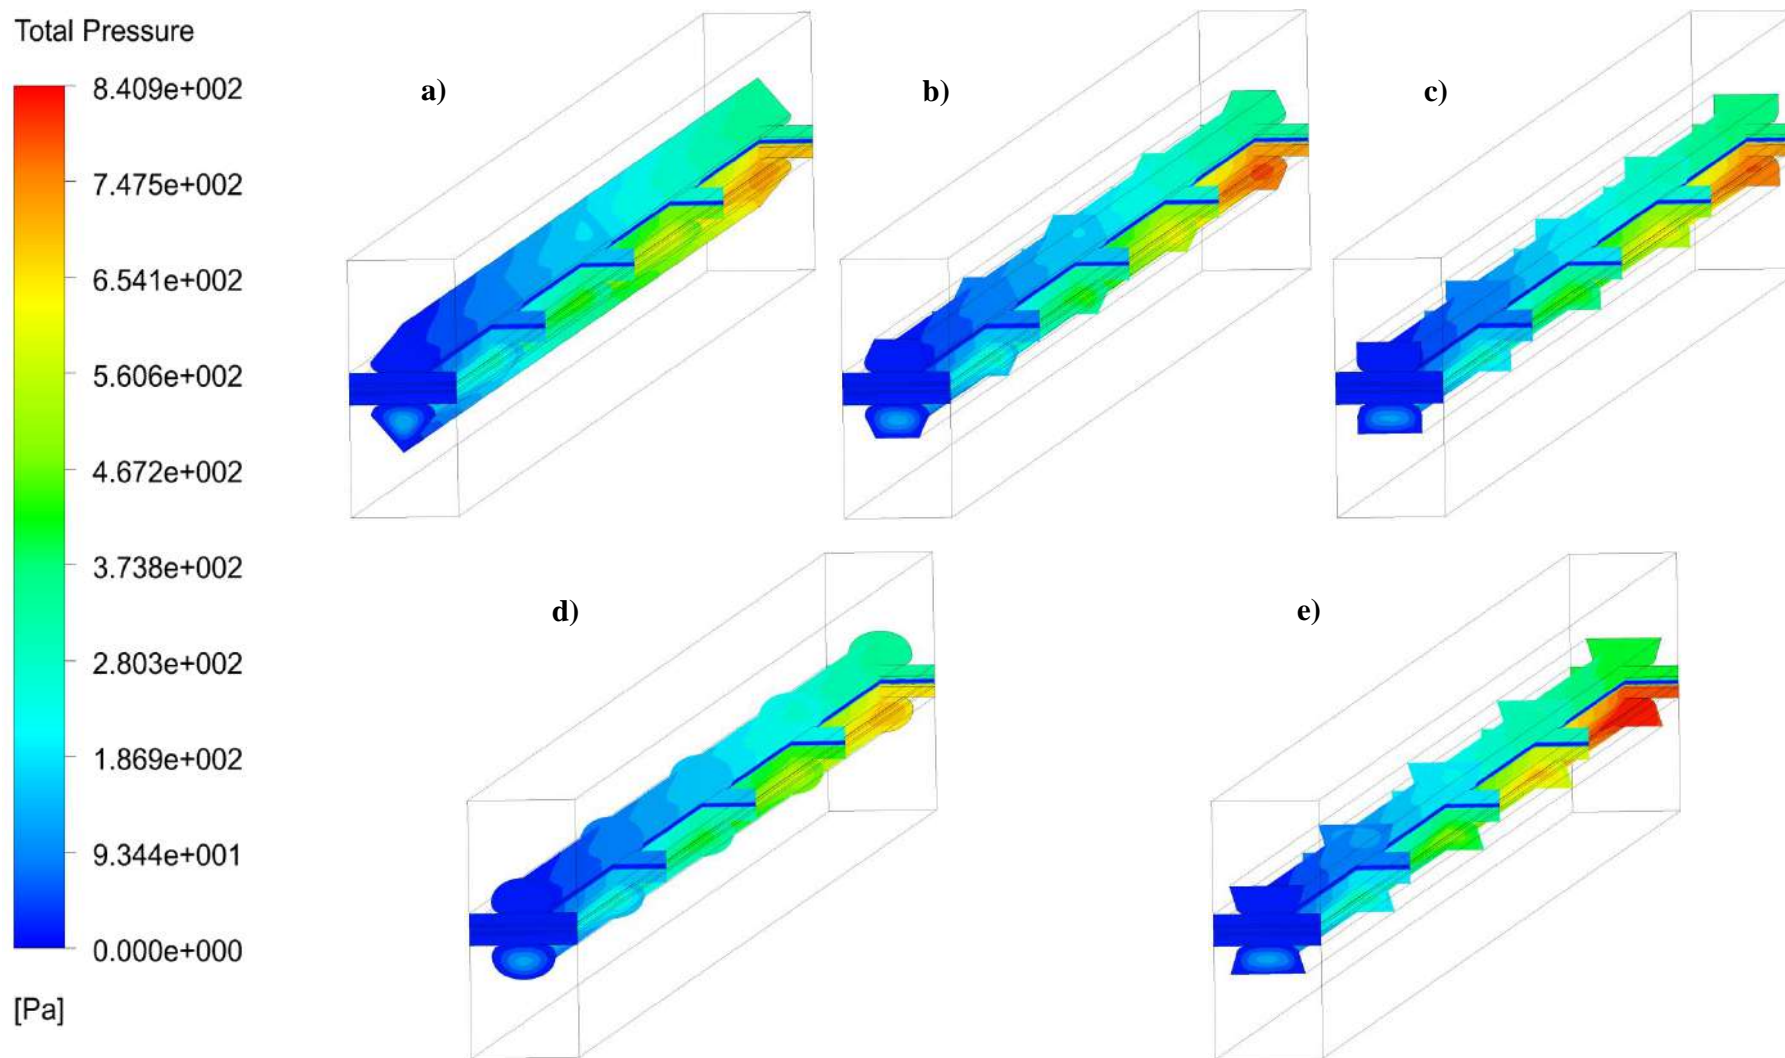 Total Pressure
8.409e+002
7.475e+002
6.541e+002
5.606e+002
4.672e+002
3.738e+002
2.803e+002
1.869e+002
9.344e+001
0.000e+000
[Pa]
a)
b)
c)
d)
e)